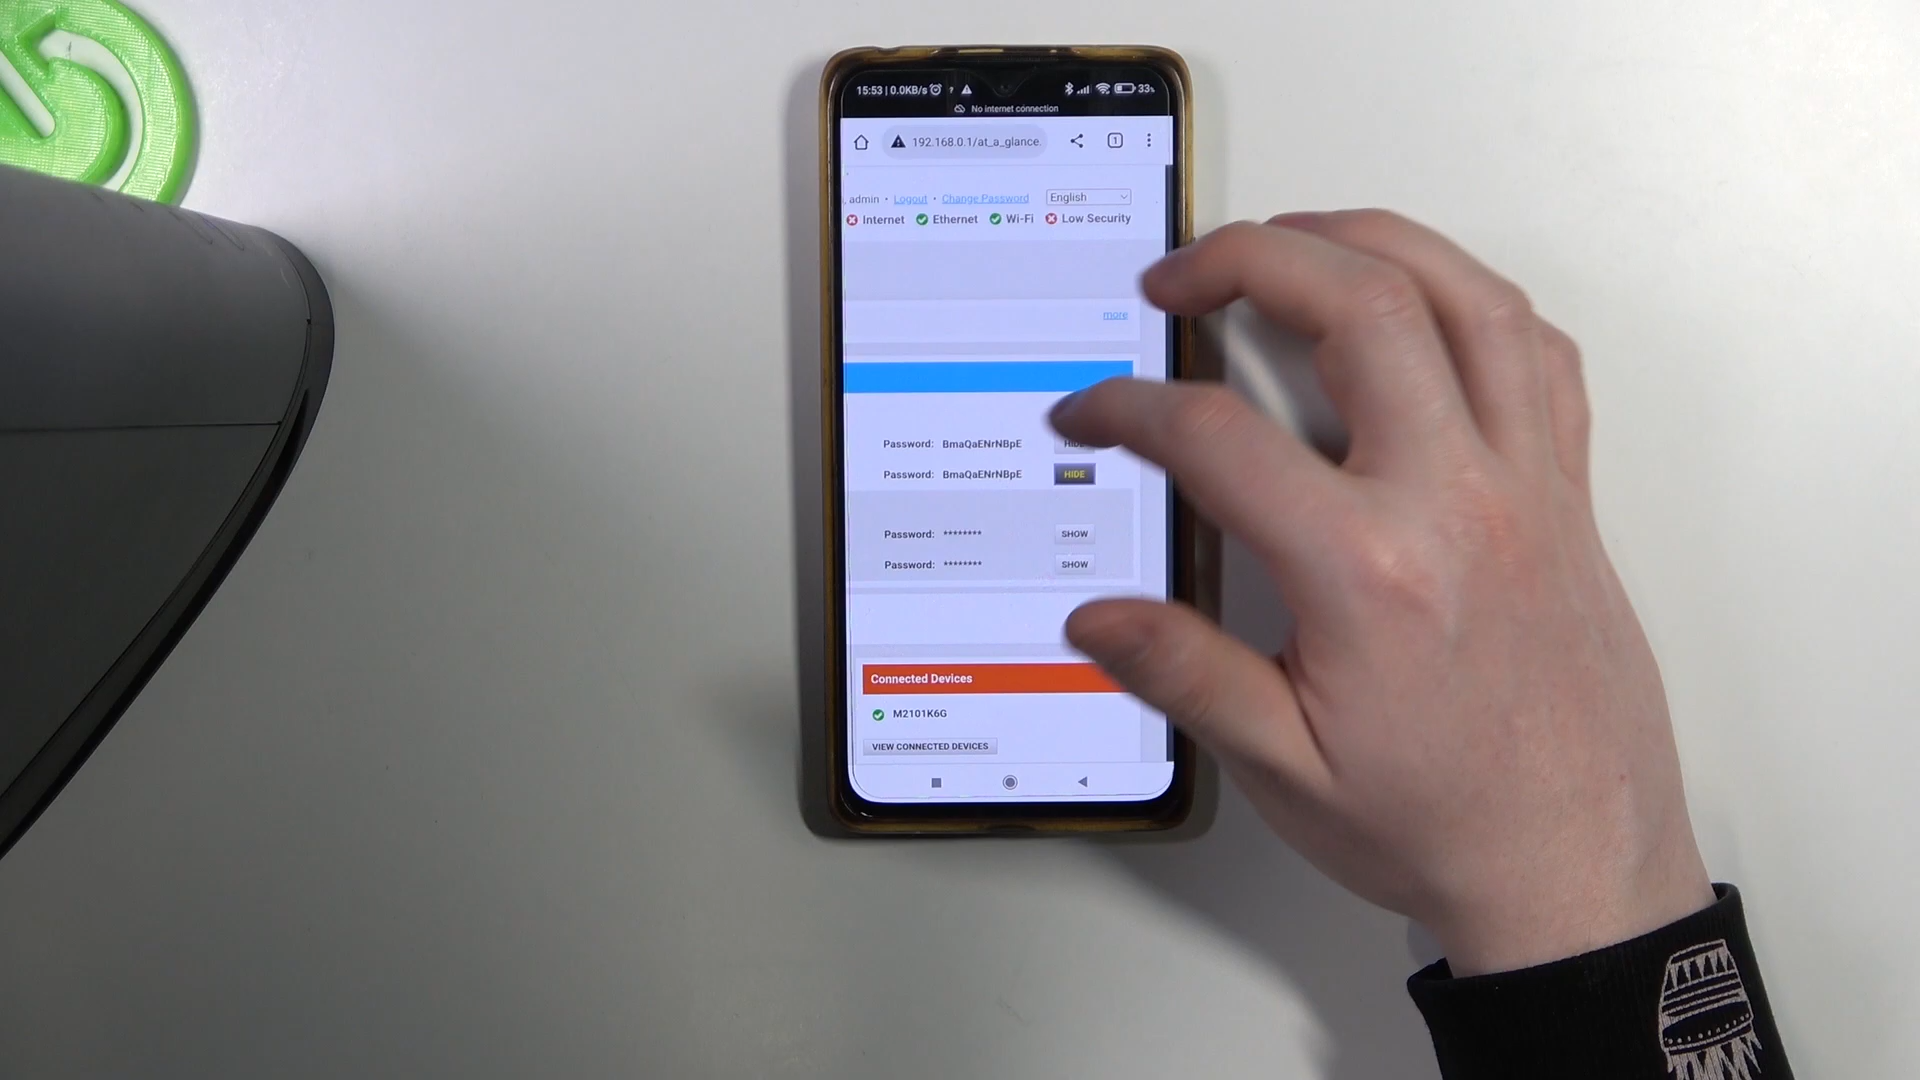 15:53 | 0.0KB/s 33%
No internet connection
192.168.0.1/at_a_glance.
1
, admin • Logout • Change Password English
Internet Ethernet Wi-Fi Low Security
more
Password: BmaQaENrNBpE
Password: BmaQaENrNBpE HIDE
Password: ******** SHOW
Password: ******** SHOW
Connected Devices
M2101K6G
VIEW CONNECTED DEVICES